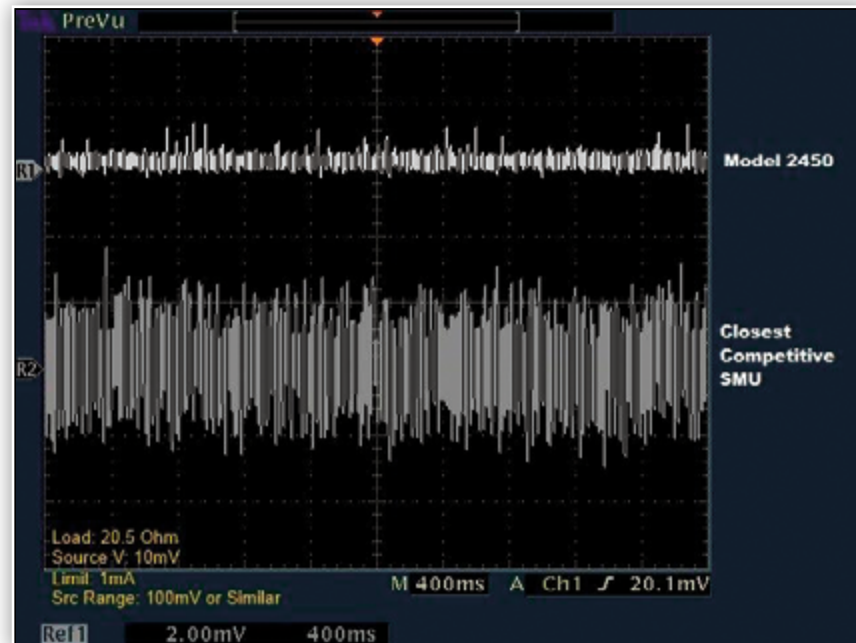 Tek PreVu
R1
Model 2450
Closest
Competitive
SMU
R2
Load: 20.5 Ohm
Source V: 10mV
Limit: 1mA
Src Range: 100mV or Similar
M 400ms A Ch1 ƒ 20.1mV
Ref1 2.00mV 400ms